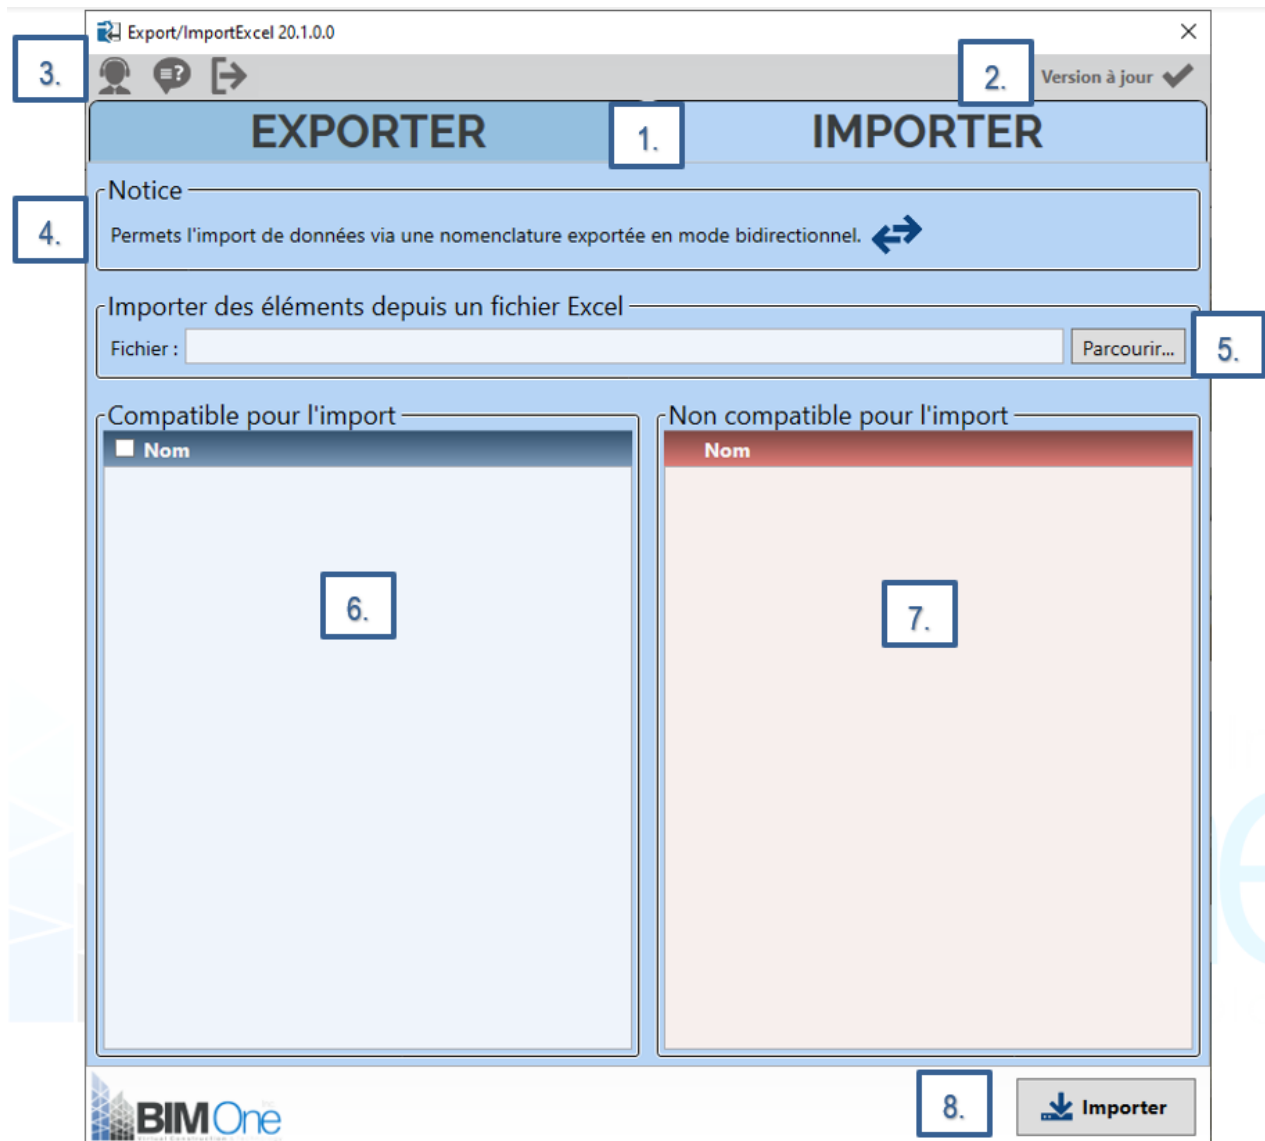 Export/ImportExcel 20.1.0.0
3.
2.
Version à jour
EXPORTER
1.
IMPORTER
Notice
4.
Permets l'import de données via une nomenclature exportée en mode bidirectionnel.
Importer des éléments depuis un fichier Excel
Fichier :
Parcourir...
5.
Compatible pour l'import
Non compatible pour l'import
Nom
Nom
6.
7.
BIMOne
8.
Importer